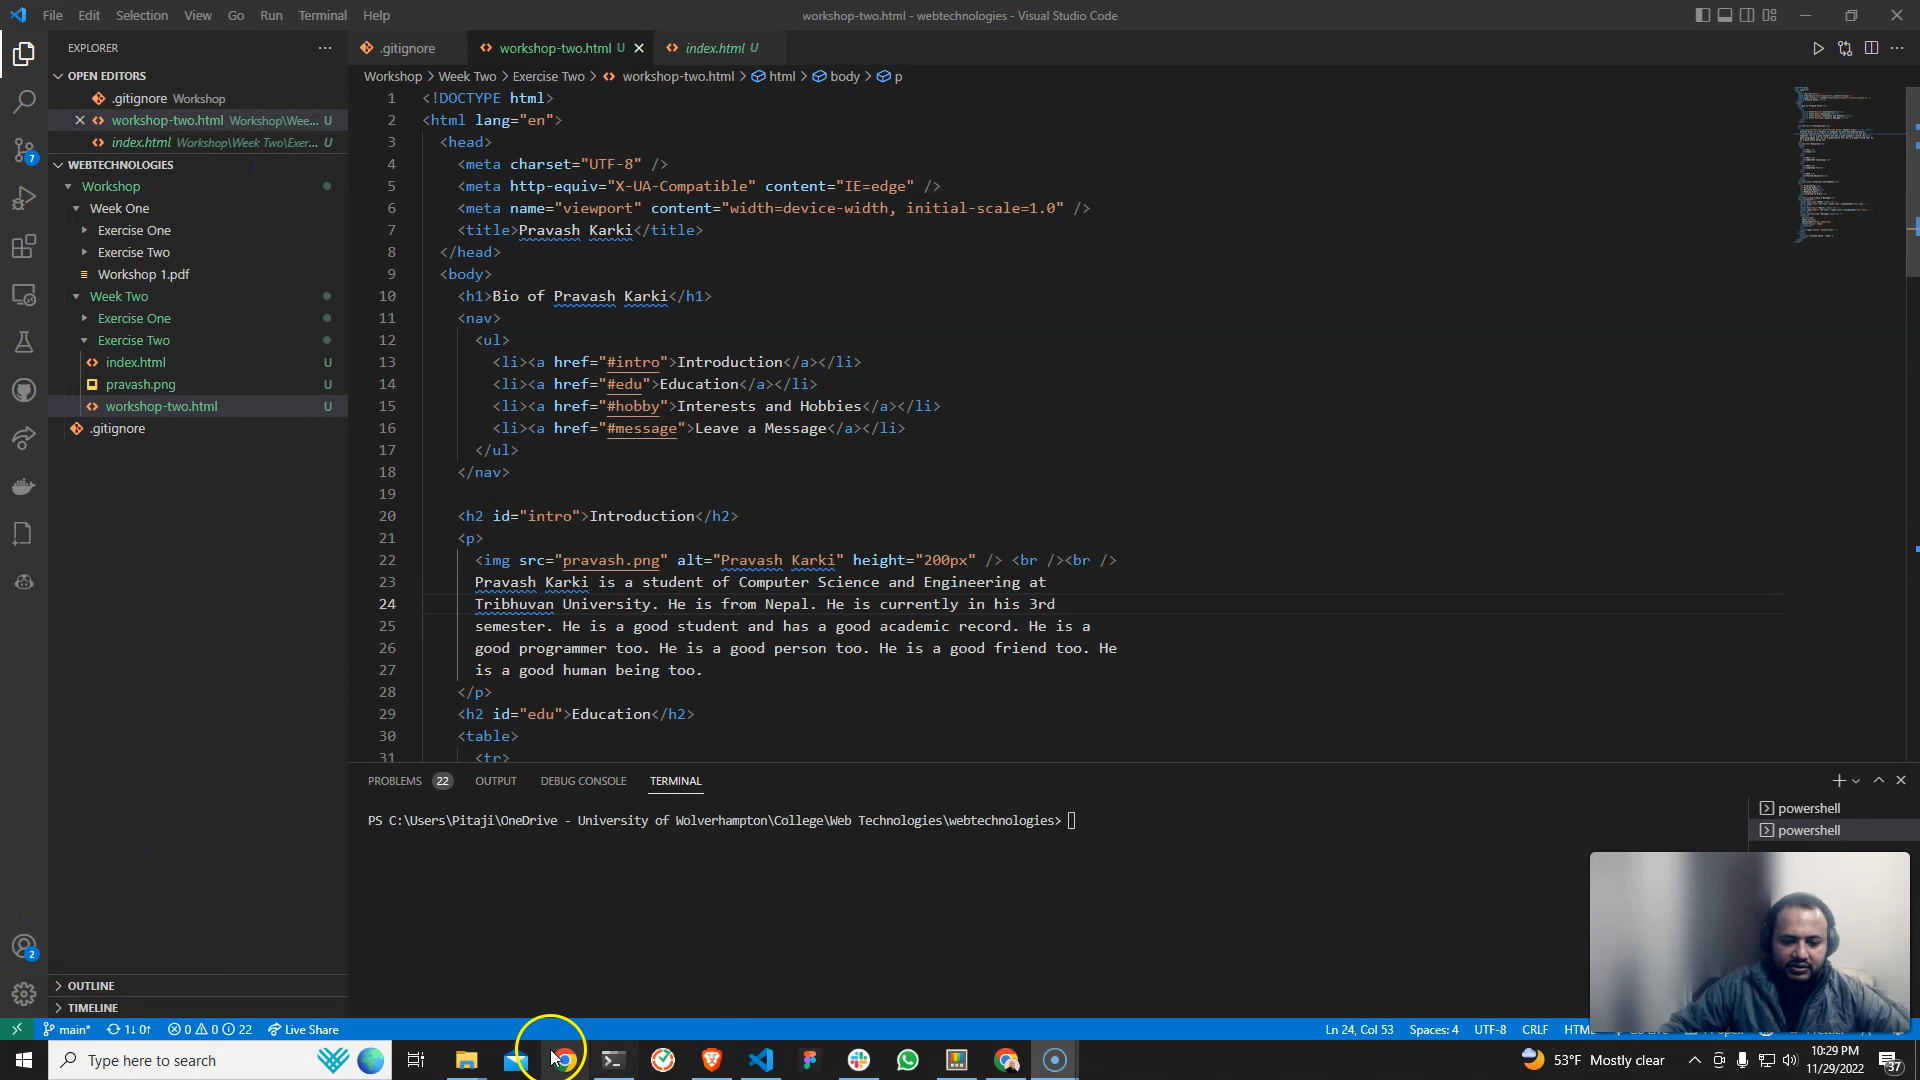 File Edit Selection View Go Run Terminal Help
workshop-two.html - webtechnologies - Visual Studio Code
EXPLORER
.gitignore
workshop-two.html U
index.html U
OPEN EDITORS
.gitignore Workshop
workshop-two.html Workshop\Wee... U
index.html Workshop\Week Two\Exer... U
WEBTECHNOLOGIES
Workshop
Week One
Exercise One
Exercise Two
Workshop 1.pdf
Week Two
Exercise One
Exercise Two
index.html U
pravash.png U
workshop-two.html U
.gitignore
7
2
OUTLINE
TIMELINE
Workshop > Week Two > Exercise Two > workshop-two.html > html > body > p
1 <!DOCTYPE html>
2 <html lang="en">
3 <head>
4 <meta charset="UTF-8" />
5 <meta http-equiv="X-UA-Compatible" content="IE=edge" />
6 <meta name="viewport" content="width=device-width, initial-scale=1.0" />
7 <title>Pravash Karki</title>
8 </head>
9 <body>
10 <h1>Bio of Pravash Karki</h1>
11 <nav>
12 <ul>
13 <li><a href="#intro">Introduction</a></li>
14 <li><a href="#edu">Education</a></li>
15 <li><a href="#hobby">Interests and Hobbies</a></li>
16 <li><a href="#message">Leave a Message</a></li>
17 </ul>
18 </nav>
19
20 <h2 id="intro">Introduction</h2>
21 <p>
22 <img src="pravash.png" alt="Pravash Karki" height="200px" /> <br /><br />
23 Pravash Karki is a student of Computer Science and Engineering at
24 Tribhuvan University. He is from Nepal. He is currently in his 3rd
25 semester. He is a good student and has a good academic record. He is a
26 good programmer too. He is a good person too. He is a good friend too. He
27 is a good human being too.
28 </p>
29 <h2 id="edu">Education</h2>
30 <table>
31 <tr>
PROBLEMS 22 OUTPUT DEBUG CONSOLE TERMINAL
PS C:\Users\Pitaji\OneDrive - University of Wolverhampton\College\Web Technologies\webtechnologies>
powershell
powershell
main* 1↓ 0↑ 0 0 22 Live Share
Ln 24, Col 53 Spaces: 4 UTF-8 CRLF
Type here to search
53°F Mostly clear
10:29 PM
11/29/2022
37